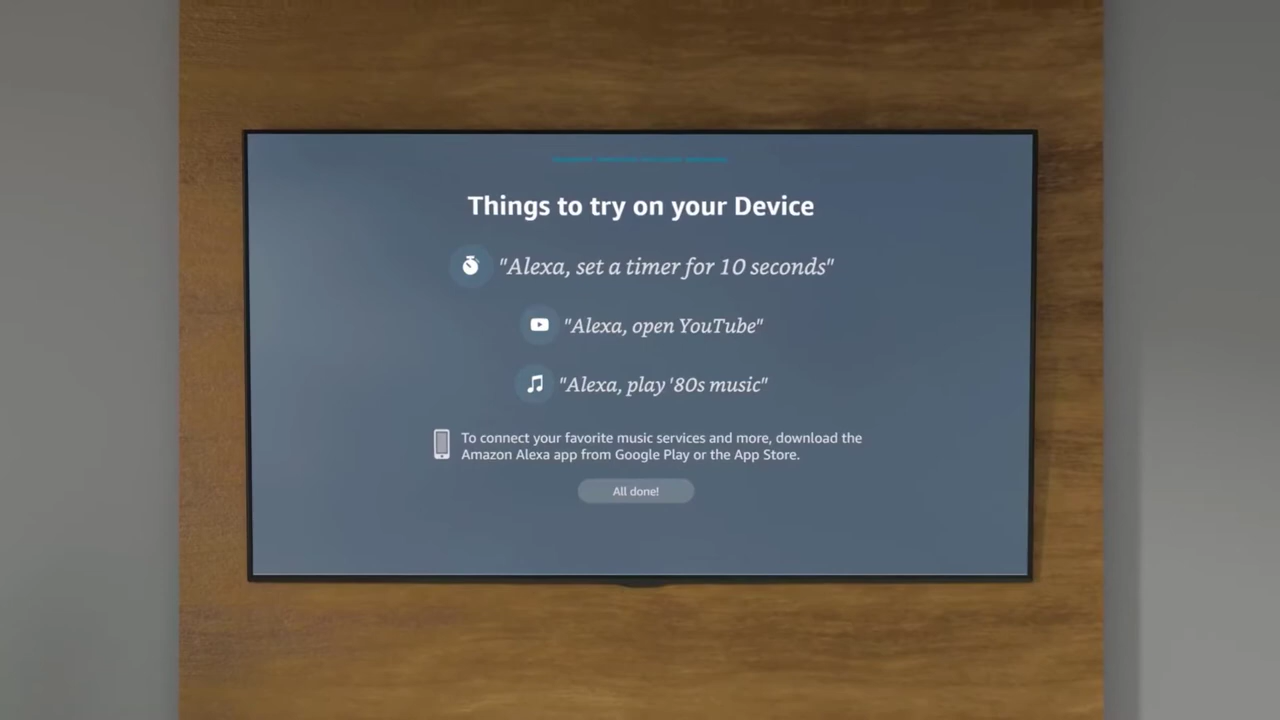 Things to try on your Device
"Alexa, set a timer for 10 seconds"
"Alexa, open YouTube"
"Alexa, play '80s music"
To connect your favorite music services and more, download the
Amazon Alexa app from Google Play or the App Store.
All done!